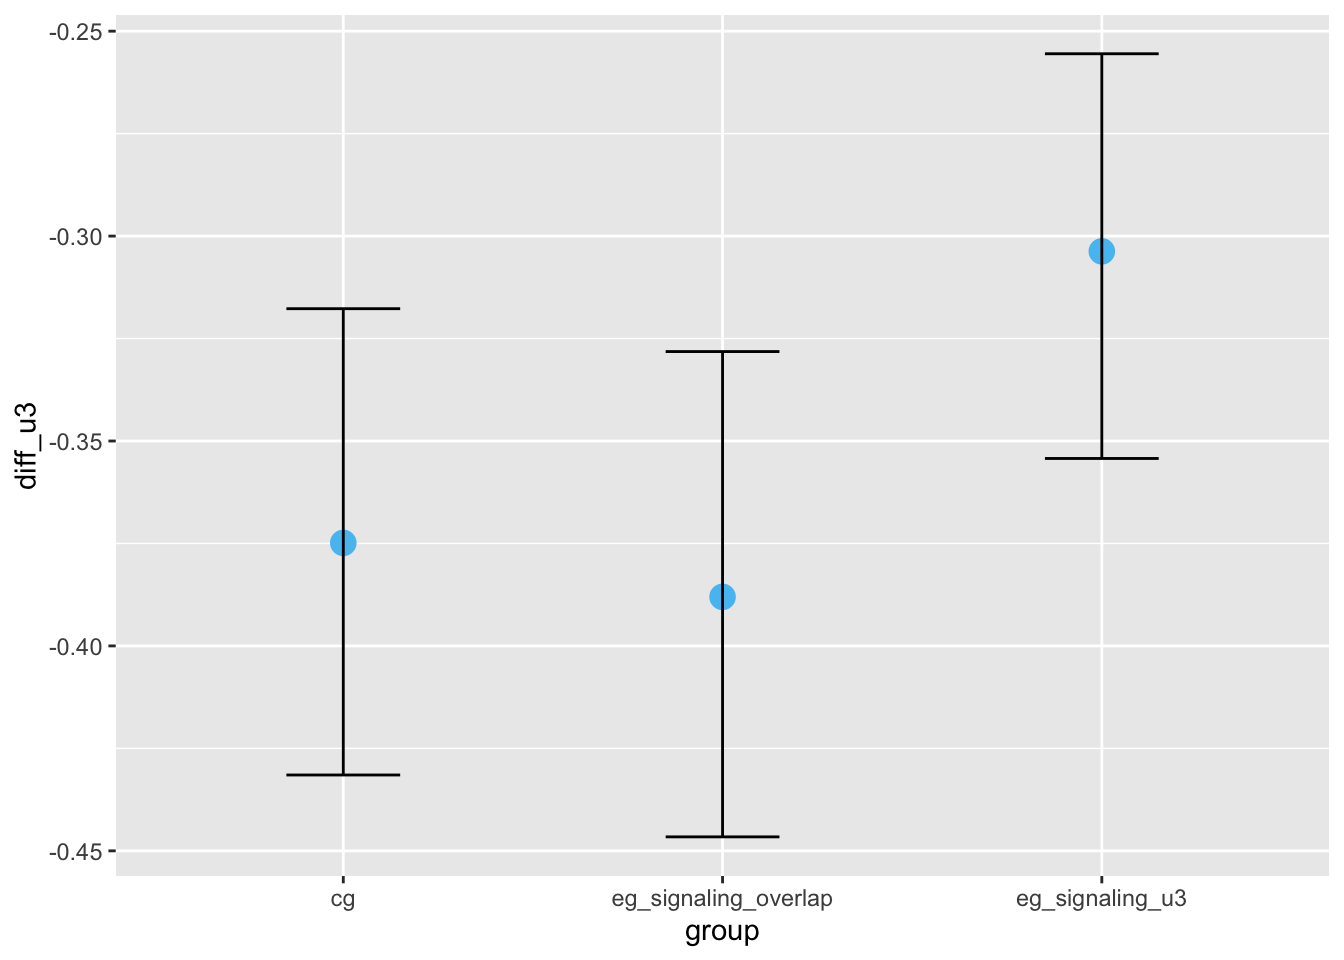 -0.25
-0.30
-0.35
-0.40
-0.45
diff_u3
cg
eg_signaling_overlap
eg_signaling_u3
group